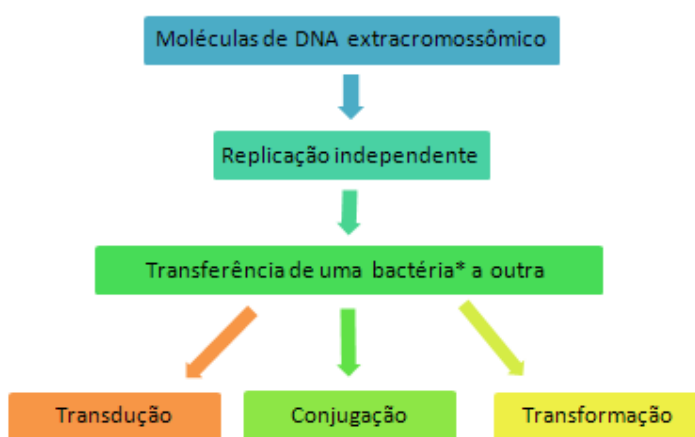 Moléculas de DNA extracromossômico
Replicação independente
Transferência de uma bactéria* a outra
Transdução
Conjugação
Transformação